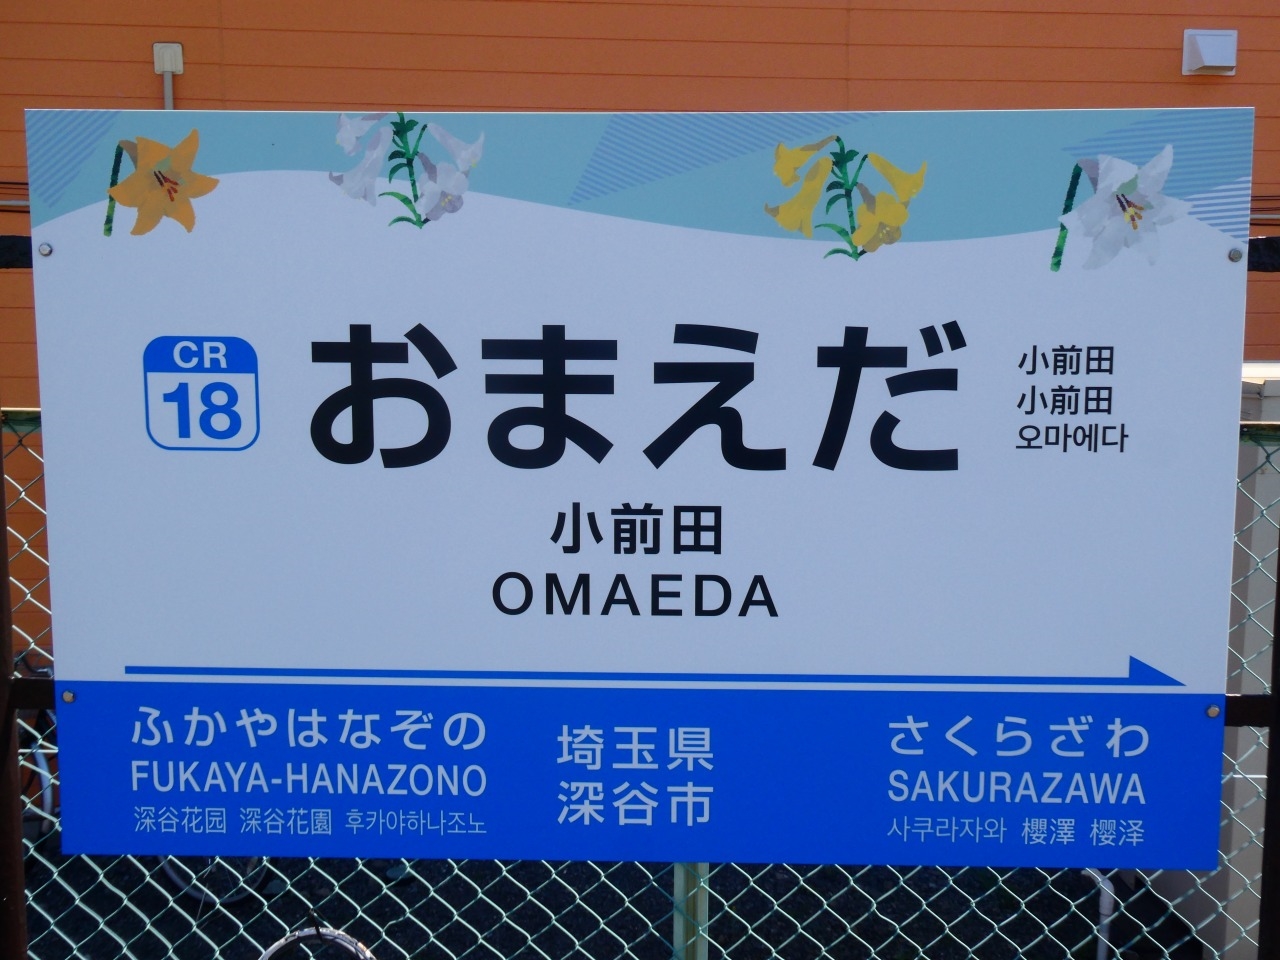 CR
18
おまえだ
小前田
小前田
오마에다
小前田
OMAEDA
ふかやはなぞの
FUKAYA-HANAZONO
深谷花园 深谷花園 후카야하나조노
埼玉県
深谷市
さくらざわ
SAKURAZAWA
사쿠라자와 櫻澤 樱泽